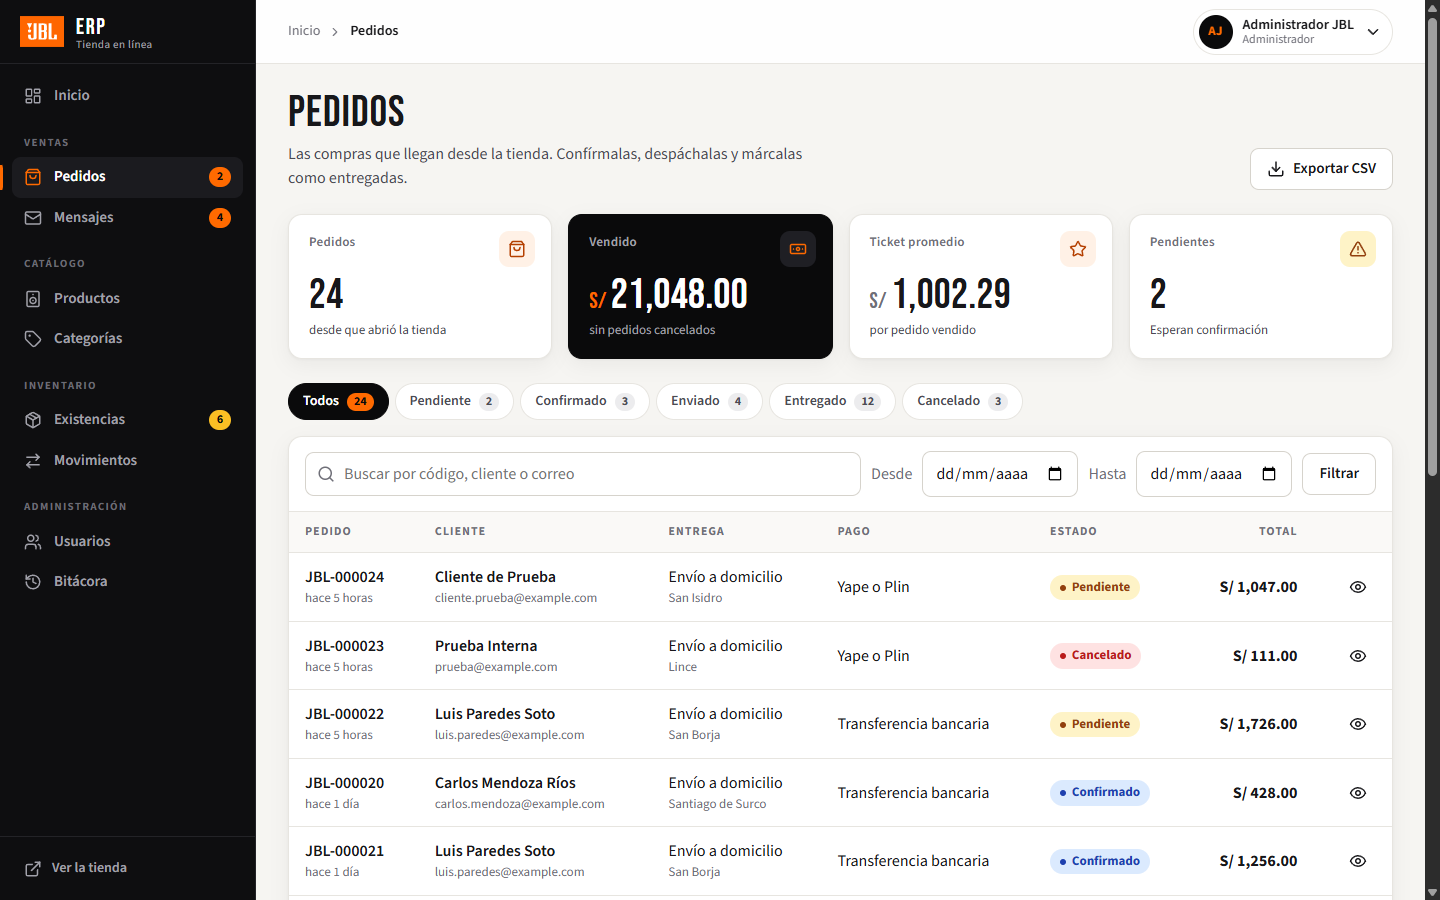 JBL
ERP
Tienda en línea
Inicio
VENTAS
Pedidos 2
Mensajes 4
CATÁLOGO
Productos
Categorías
INVENTARIO
Existencias 6
Movimientos
ADMINISTRACIÓN
Usuarios
Bitácora
Ver la tienda
Inicio > Pedidos
AJ
Administrador JBL
Administrador
PEDIDOS
Las compras que llegan desde la tienda. Confírmalas, despáchalas y márcalas
como entregadas.
Exportar CSV
Pedidos
24
desde que abrió la tienda
Vendido
S/ 21,048.00
sin pedidos cancelados
Ticket promedio
S/ 1,002.29
por pedido vendido
Pendientes
2
Esperan confirmación
Todos 24 Pendiente 2 Confirmado 3 Enviado 4 Entregado 12 Cancelado 3
Buscar por código, cliente o correo Desde dd/mm/aaaa Hasta dd/mm/aaaa Filtrar
PEDIDO CLIENTE ENTREGA PAGO ESTADO TOTAL
JBL-000024 Cliente de Prueba Envío a domicilio Yape o Plin Pendiente S/ 1,047.00
hace 5 horas cliente.prueba@example.com San Isidro
JBL-000023 Prueba Interna Envío a domicilio Yape o Plin Cancelado S/ 111.00
hace 5 horas prueba@example.com Lince
JBL-000022 Luis Paredes Soto Envío a domicilio Transferencia bancaria Pendiente S/ 1,726.00
hace 5 horas luis.paredes@example.com San Borja
JBL-000020 Carlos Mendoza Ríos Envío a domicilio Transferencia bancaria Confirmado S/ 428.00
hace 1 día carlos.mendoza@example.com Santiago de Surco
JBL-000021 Luis Paredes Soto Envío a domicilio Transferencia bancaria Confirmado S/ 1,256.00
hace 1 día luis.paredes@example.com San Borja